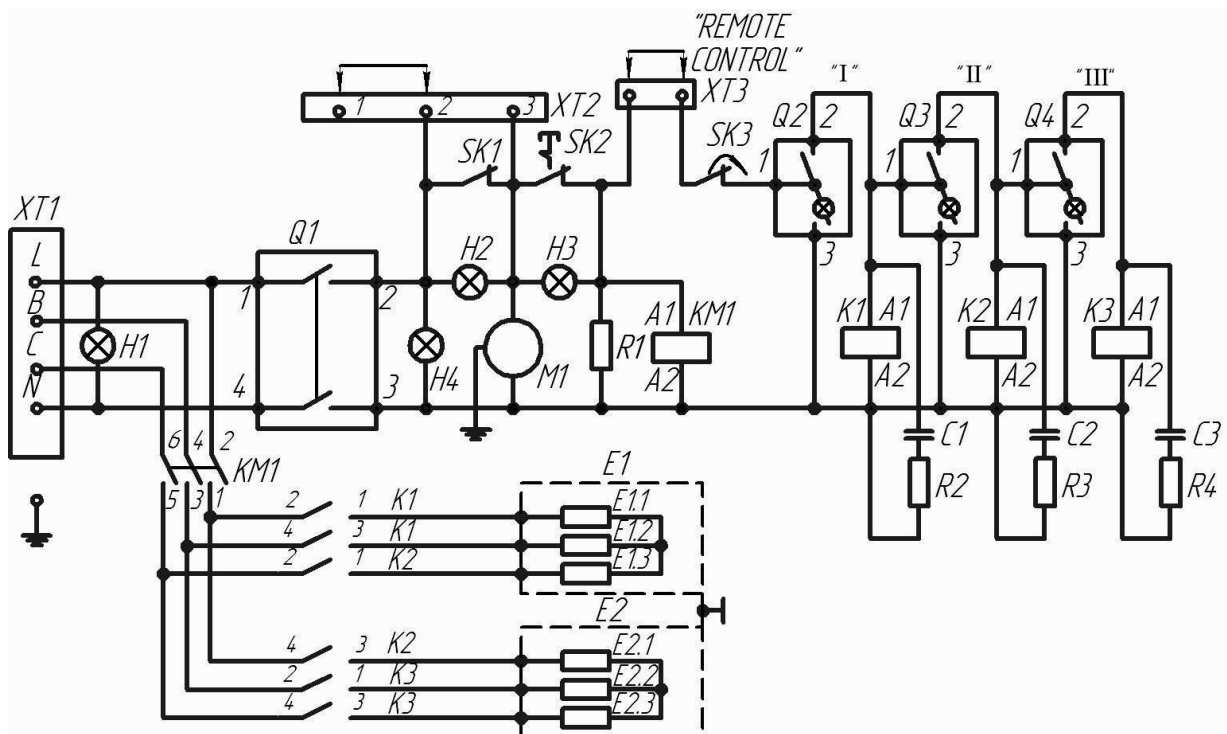 "REMOTE
CONTROL"
"I"
"II"
"III"
1 2 3 XT2
XT3
SK1
SK2
SK3
Q2 2
Q3 2
Q4 2
1
1
1
3
3
3
XT1
L
B
C
N
H1
Q1
1
2
4
3
H2
H3
H4
M1
R1
A1 KM1
A2
K1 A1
A2
K2 A1
A2
K3 A1
A2
C1
R2
C2
R3
C3
R4
6 4 2
KM1
5 3 1
E1
2 1 K1 E1.1
4 3 K1 E1.2
2 1 K2 E1.3
E2
4 3 K2 E2.1
2 1 K3 E2.2
4 3 K3 E2.3